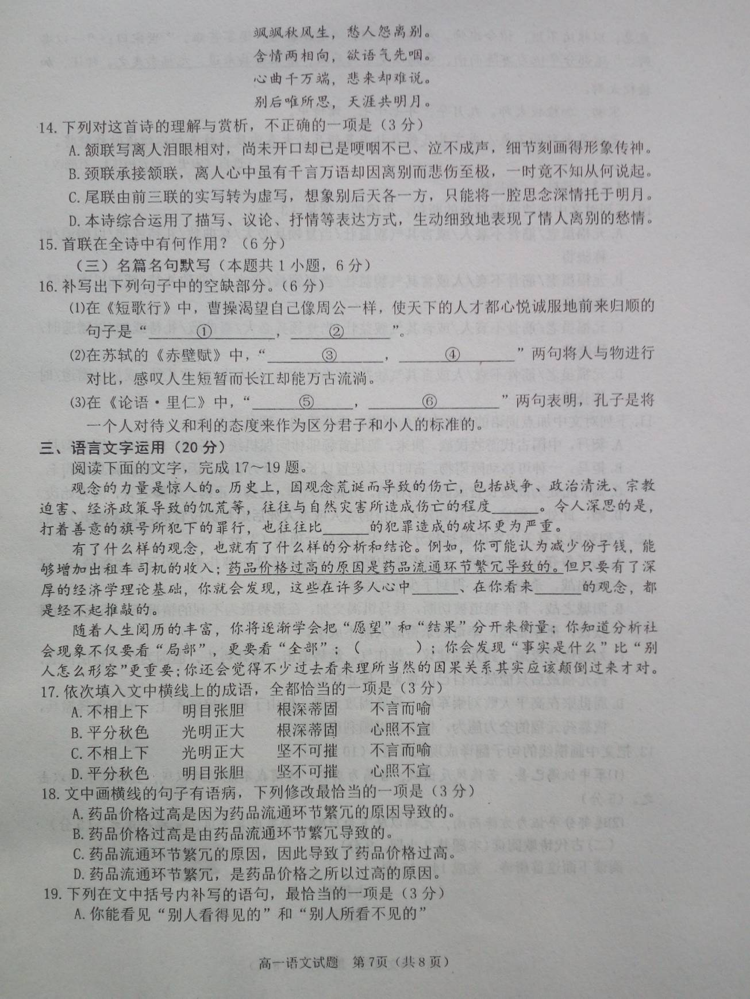 飒飒秋风生，愁人怨离别。
含情两相向，欲语气先咽。
心曲千万端，悲来却难说。
别后唯所思，天涯共明月。
14. 下列对这首诗的理解与赏析，不正确的一项是（3 分）
A. 颔联写离人泪眼相对，尚未开口却已是哽咽不已、泣不成声，细节刻画得形象传神。
B. 颈联承接颔联，离人心中虽有千言万语却因离别而悲伤至极，一时竟不知从何说起。
C. 尾联由前三联的实写转为虚写，想象别后天各一方，只能将一腔思念深情托于明月。
D. 本诗综合运用了描写、议论、抒情等表达方式，生动细致地表现了情人离别的愁情。
15. 首联在全诗中有何作用？（6 分）
（三）名篇名句默写（本题共 1 小题，6 分）
16. 补写出下列句子中的空缺部分。（6 分）
⑴在《短歌行》中，曹操渴望自己像周公一样，使天下的人才都心悦诚服地前来归顺的
句子是“______①______，______②______”。
⑵在苏轼的《赤壁赋》中，“______③______，______④______”两句将人与物进行
对比，感叹人生短暂而长江却能万古流淌。
⑶在《论语·里仁》中，“______⑤______，______⑥______”两句表明，孔子是将
一个人对待义和利的态度来作为区分君子和小人的标准的。
三、语言文字运用（20 分）
阅读下面的文字，完成 17～19 题。
观念的力量是惊人的。历史上，因观念荒诞而导致的伤亡，包括战争、政治清洗、宗教
迫害、经济政策导致的饥荒等，往往与自然灾害所造成伤亡的程度______。令人深思的是，
打着善意的旗号所犯下的罪行，也往往比______的犯罪造成的破坏更为严重。
有了什么样的观念，也就有了什么样的分析和结论。例如，你可能认为减少份子钱，能
够增加出租车司机的收入；药品价格过高的原因是药品流通环节繁冗导致的。但只要有了深
厚的经济学理论基础，你就会发现，这些在许多人心中______、在你看来______的观念，都
是经不起推敲的。
随着人生阅历的丰富，你将逐渐学会把“愿望”和“结果”分开来衡量；你知道分析社
会现象不仅要看“局部”，更要看“全部”；（　　　）；你会发现“事实是什么”比“别
人怎么形容”更重要；你还会觉得不少过去看来理所当然的因果关系其实应该颠倒过来才对。
17. 依次填入文中横线上的成语，全都恰当的一项是（3 分）
A. 不相上下　　明目张胆　　根深蒂固　　不言而喻
B. 平分秋色　　光明正大　　根深蒂固　　心照不宣
C. 不相上下　　光明正大　　坚不可摧　　不言而喻
D. 平分秋色　　明目张胆　　坚不可摧　　心照不宣
18. 文中画横线的句子有语病，下列修改最恰当的一项是（3 分）
A. 药品价格过高是因为药品流通环节繁冗的原因导致的。
B. 药品价格过高是由药品流通环节繁冗导致的。
C. 药品流通环节繁冗的原因，因此导致了药品价格过高。
D. 药品流通环节繁冗，是药品价格之所以过高的原因。
19. 下列在文中括号内补写的语句，最恰当的一项是（3 分）
A. 你能看见“别人看得见的”和“别人所看不见的”
高一语文试题　第 7页（共 8 页）